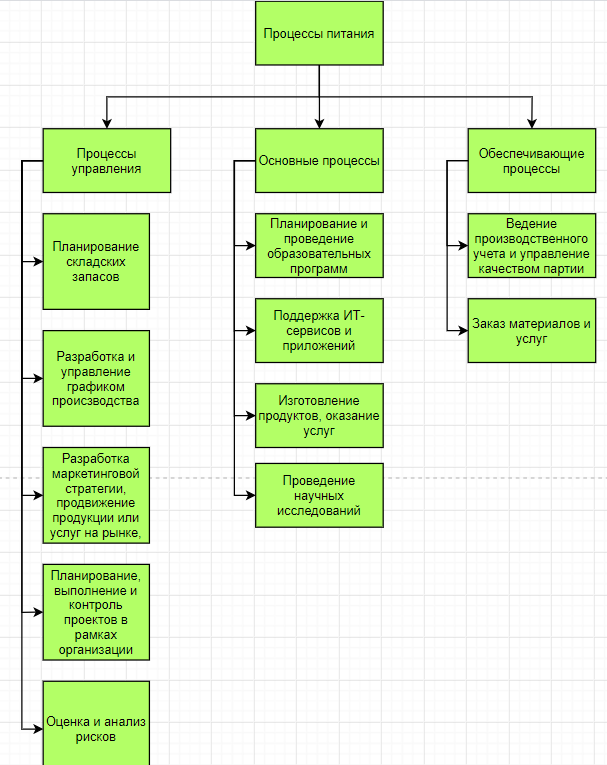 Процессы питания
Процессы
управления
Основные процессы
Обеспечивающие
процессы
Планирование
складских
запасов
Разработка и
управление
графиком
происзводства
Разработка
маркетинговой
стратегии,
продвижение
продукции или
услуг на рынке,
Планирование,
выполнение и
контроль
проектов в
рамках
организации
Оценка и анализ
рисков
Планирование и
проведение
образовательных
программ
Поддержка ИТ-
сервисов и
приложений
Изготовление
продуктов, оказание
услуг
Проведение
научных
исследований
Ведение
производственного
учета и управление
качеством партии
Заказ материалов и
услуг